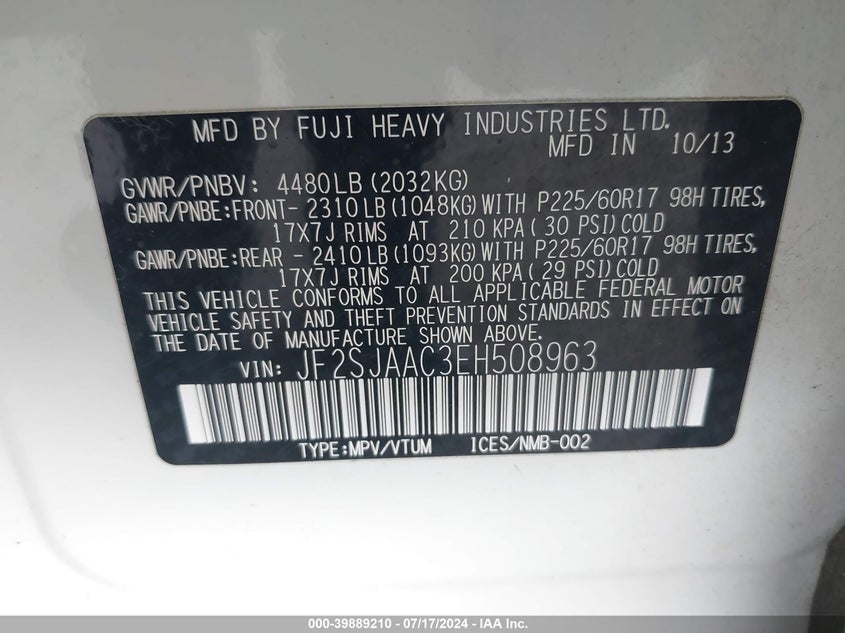 MFD BY FUJI HEAVY INDUSTRIES LTD.
MFD IN 10/13
GVWR/PNBV: 4480LB (2032KG)
GAWR/PNBE:FRONT- 2310LB (1048KG) WITH P225/60R17 98H TIRES,
17X7J RIMS AT 210 KPA( 30 PSI) COLD
GAWR/PNBE:REAR - 2410LB (1093KG) WITH P225/60R17 98H TIRES,
17X7J RIMS AT 200 KPA( 29 PSI) COLD
THIS VEHICLE CONFORMS TO ALL APPLICABLE FEDERAL MOTOR
VEHICLE SAFETY AND THEFT PREVENTION STANDARDS IN EFFECT ON
THE DATE OF MANUFACTURE SHOWN ABOVE.
VIN: JF2SJAAC3EH508963
TYPE:MPV/VTUM ICES/NMB-002
000-39889210 - 07/17/2024 - IAA Inc.